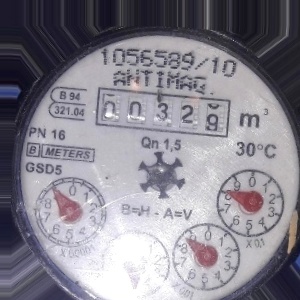 1056589/10
ANTIMAG.
B 94
321.04
00329 m³
PN 16
Qn 1,5
30°C
B METERS
GSD5
B=H - A=V
X 0.1